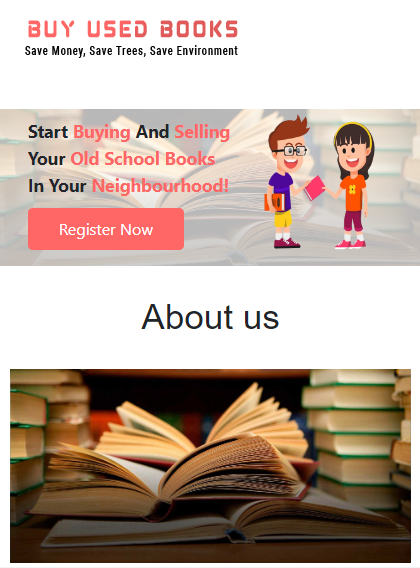 BUY USED BOOKS
Save Money, Save Trees, Save Environment
Start Buying And Selling
Your Old School Books
In Your Neighbourhood!
Register Now
About us